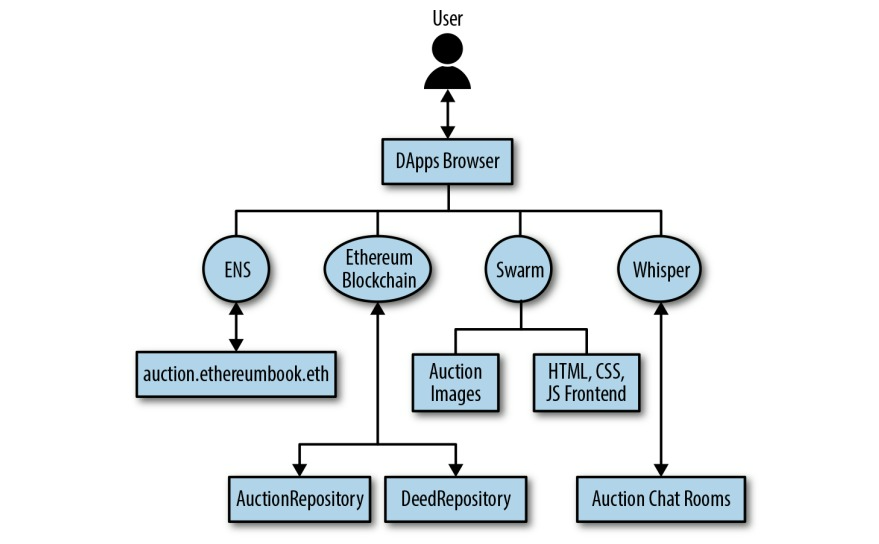 User
DApps Browser
ENS
Ethereum
Blockchain
Swarm
Whisper
auction.ethereumbook.eth
Auction
Images
HTML, CSS,
JS Frontend
AuctionRepository
DeedRepository
Auction Chat Rooms